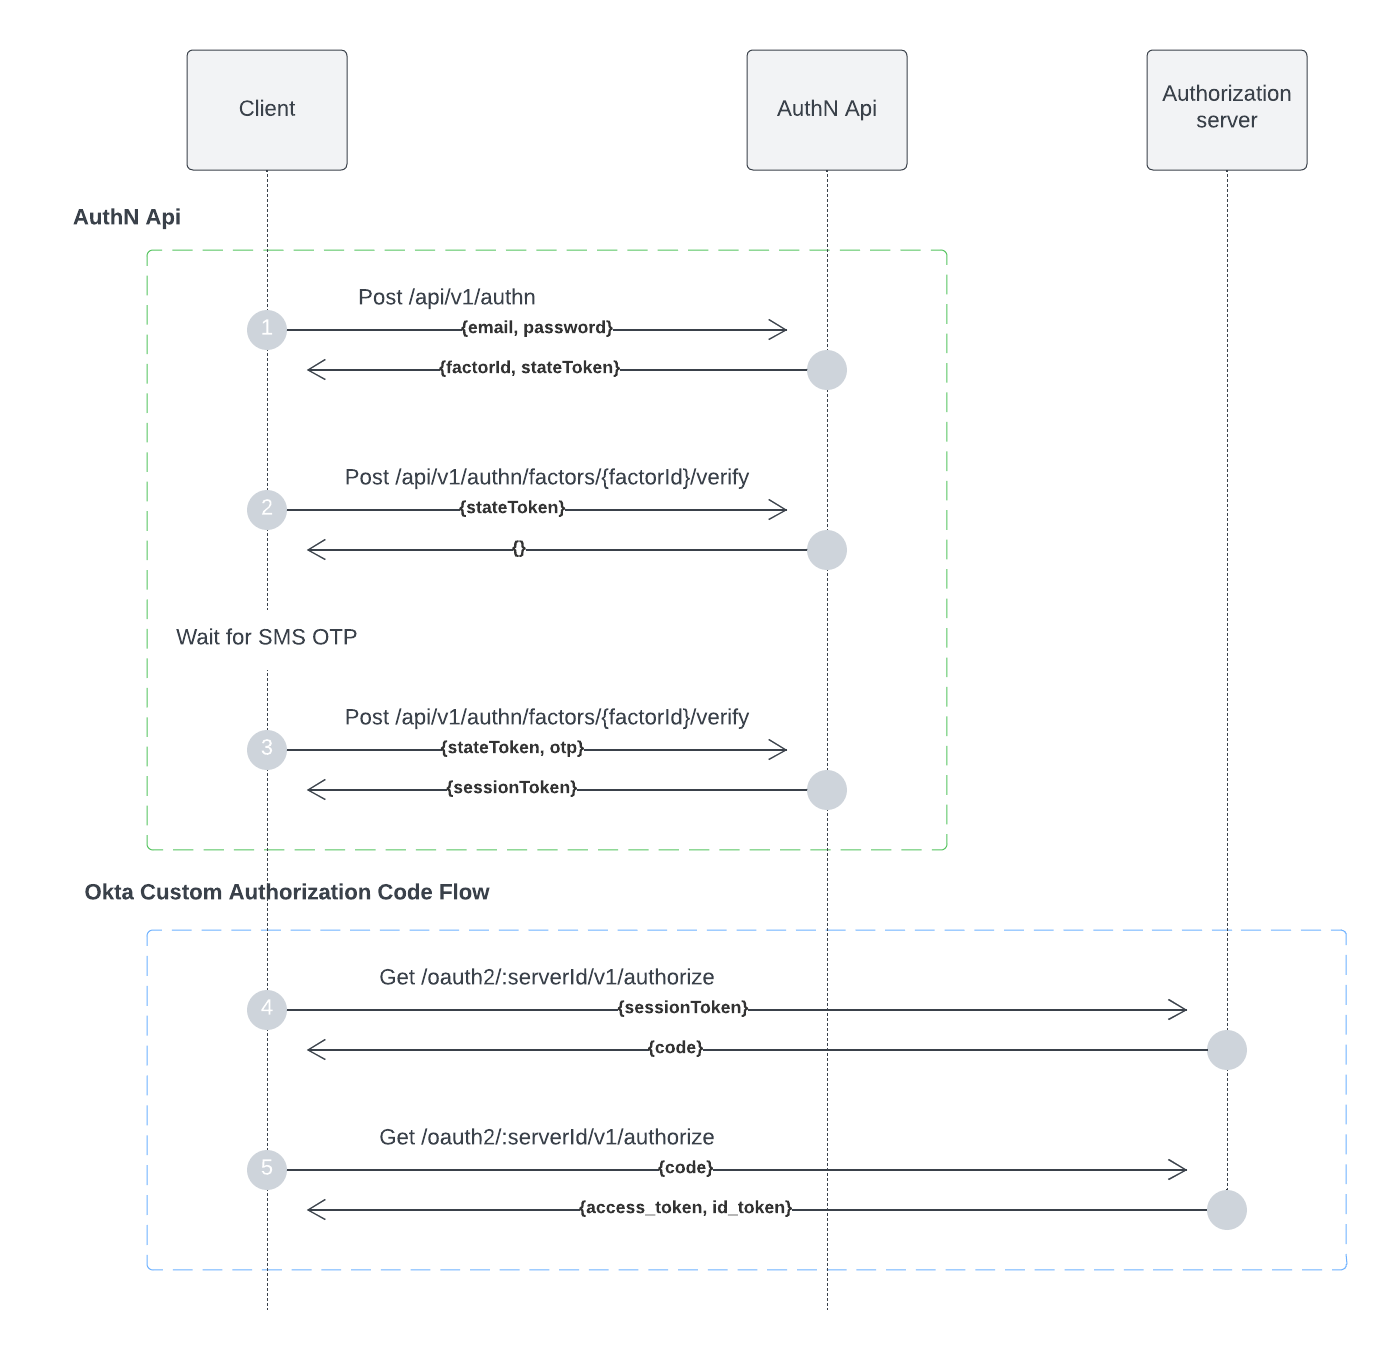 Client
AuthN Api
Authorization
server
AuthN Api
Post /api/v1/authn
1
{email, password}
{factorId, stateToken}
Post /api/v1/authn/factors/{factorId}/verify
2
{stateToken}
{}
Wait for SMS OTP
Post /api/v1/authn/factors/{factorId}/verify
3
{stateToken, otp}
{sessionToken}
Okta Custom Authorization Code Flow
Get /oauth2/:serverId/v1/authorize
4
{sessionToken}
{code}
Get /oauth2/:serverId/v1/authorize
5
{code}
{access_token, id_token}